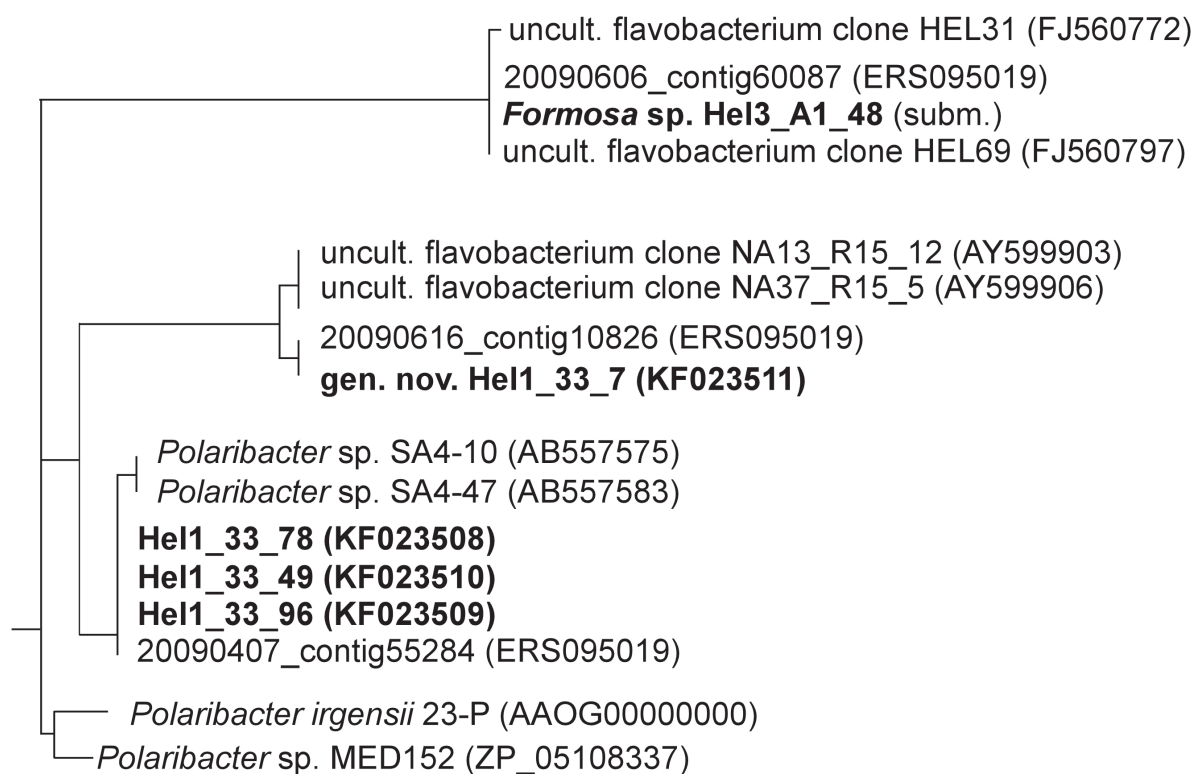 uncult. flavobacterium clone HEL31 (FJ560772)
20090606_contig60087 (ERS095019)
Formosa sp. Hel3_A1_48 (subm.)
uncult. flavobacterium clone HEL69 (FJ560797)
uncult. flavobacterium clone NA13_R15_12 (AY599903)
uncult. flavobacterium clone NA37_R15_5 (AY599906)
20090616_contig10826 (ERS095019)
gen. nov. Hel1_33_7 (KF023511)
Polaribacter sp. SA4-10 (AB557575)
Polaribacter sp. SA4-47 (AB557583)
Hel1_33_78 (KF023508)
Hel1_33_49 (KF023510)
Hel1_33_96 (KF023509)
20090407_contig55284 (ERS095019)
Polaribacter irgensii 23-P (AAOG00000000)
Polaribacter sp. MED152 (ZP_05108337)